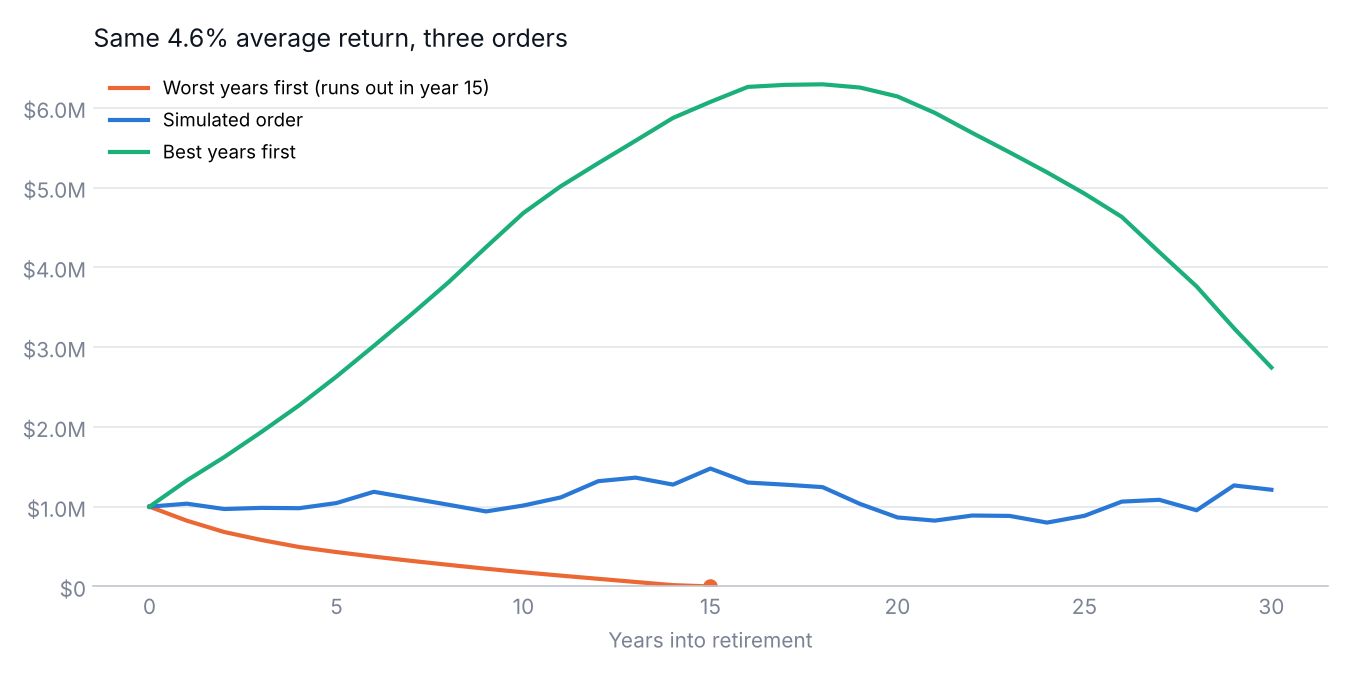 Same 4.6% average return, three orders
Worst years first (runs out in year 15)
Simulated order
Best years first
$6.0M
$5.0M
$4.0M
$3.0M
$2.0M
$1.0M
$0
0 5 10 15 20 25 30
Years into retirement